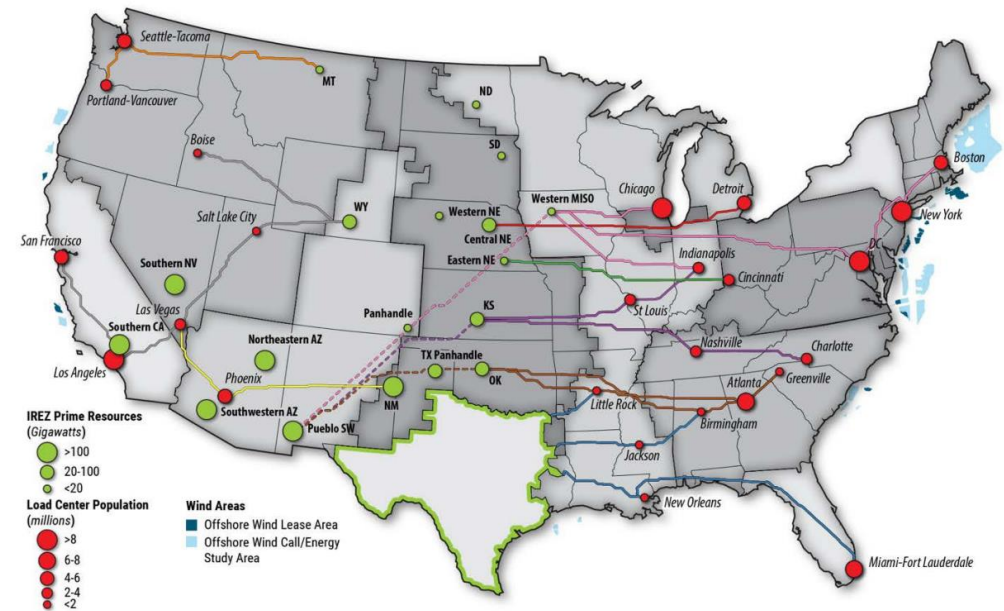 Seattle-Tacoma
MT
Portland-Vancouver
ND
SD
Boise
Boston
Chicago
Detroit
WY
Western NE
Western MISO
New York
Salt Lake City
Central NE
DC
San Francisco
Eastern NE
Indianapolis
Southern NV
Cincinnati
Las Vegas
Panhandle
KS
St Louis
Southern CA
Northeastern AZ
Nashville
Charlotte
TX Panhandle
Los Angeles
Phoenix
OK
Atlanta
Greenville
NM
Little Rock
Southwestern AZ
Birmingham
Pueblo SW
Jackson
New Orleans
Miami-Fort Lauderdale
IREZ Prime Resources
(Gigawatts)
>100
20-100
<20
Load Center Population
(millions)
>8
6-8
4-6
2-4
<2
Wind Areas
Offshore Wind Lease Area
Offshore Wind Call/Energy
Study Area